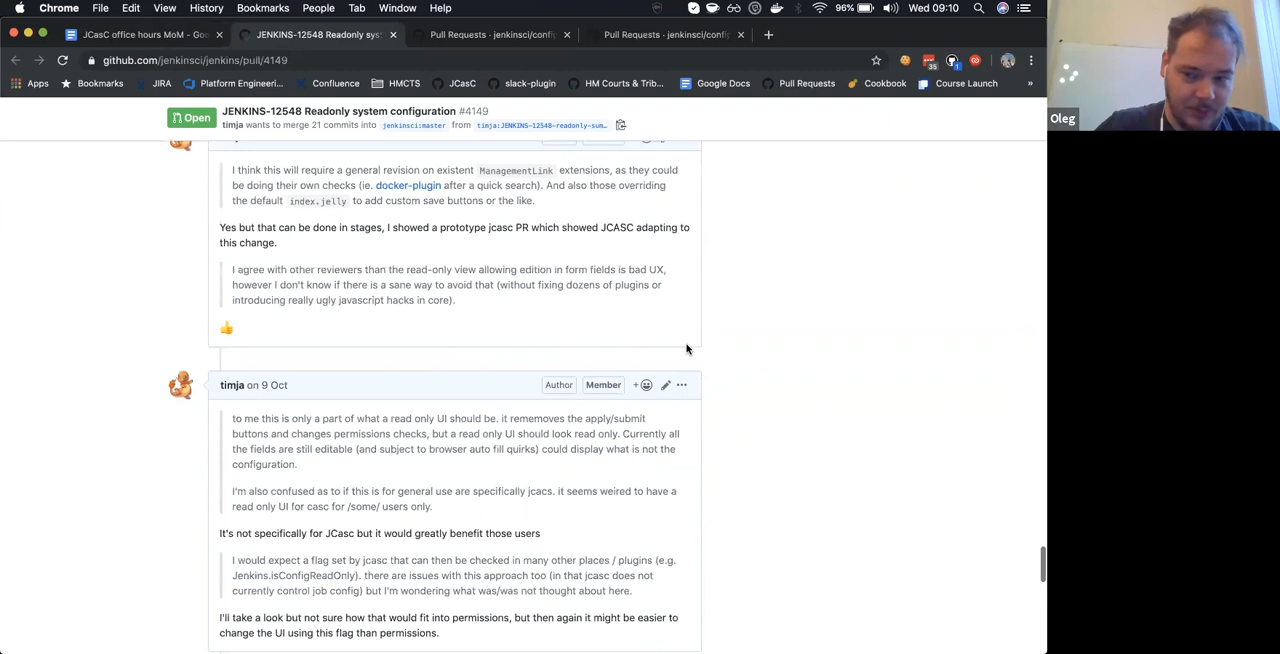 Chrome File Edit View History Bookmarks People Tab Window Help 96% Wed 09:10
JCasC office hours MoM - Goo
JENKINS-12548 Readonly sys
Pull Requests · jenkinsci/config
Pull Requests · jenkinsci/config
github.com/jenkinsci/jenkins/pull/4149
35
1
Apps Bookmarks JIRA Platform Engineering... Confluence HMCTS JCasC slack-plugin HM Courts & Trib... Google Docs Pull Requests Cookbook Course Launch »
Oleg
Open
JENKINS-12548 Readonly system configuration #4149
timja wants to merge 21 commits into jenkinsci:master from timja:JENKINS-12548-readonly-sum…
I think this will require a general revision on existent ManagementLink extensions, as they could
be doing their own checks (ie. docker-plugin after a quick search). And also those overriding
the default index.jelly to add custom save buttons or the like.
Yes but that can be done in stages, I showed a prototype jcasc PR which showed JCASC adapting to
this change.
I agree with other reviewers than the read-only view allowing edition in form fields is bad UX,
however I don't know if there is a sane way to avoid that (without fixing dozens of plugins or
introducing really ugly javascript hacks in core).
timja on 9 Oct
Author Member
to me this is only a part of what a read only UI should be. it rememoves the apply/submit
buttons and changes permissions checks, but a read only UI should look read only. Currently all
the fields are still editable (and subject to browser auto fill quirks) could display what is not the
configuration.
I'm also confused as to if this is for general use are specifically jcacs. it seems weired to have a
read only UI for casc for /some/ users only.
It's not specifically for JCasc but it would greatly benefit those users
I would expect a flag set by jcasc that can then be checked in many other places / plugins (e.g.
Jenkins.isConfigReadOnly). there are issues with this approach too (in that jcasc does not
currently control job config) but I'm wondering what was/was not thought about here.
I'll take a look but not sure how that would fit into permissions, but then again it might be easier to
change the UI using this flag than permissions.